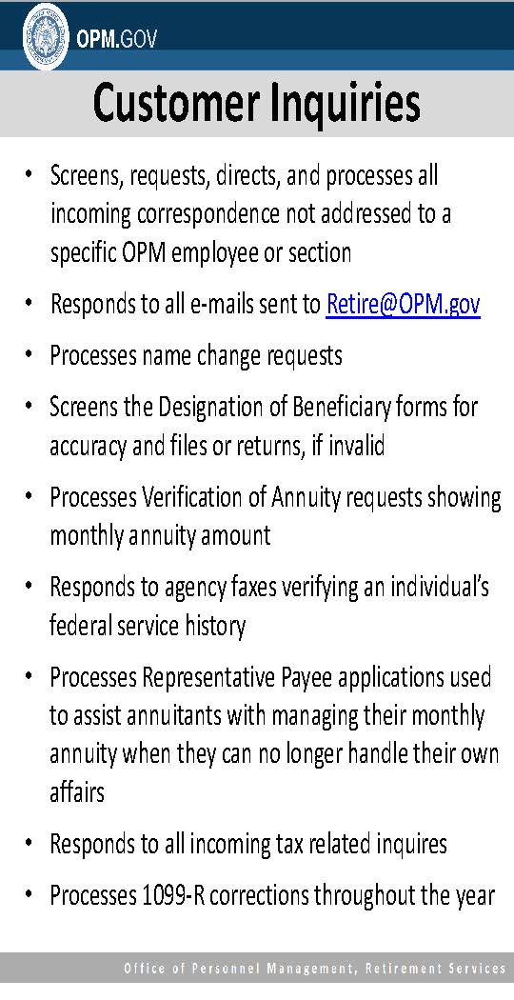 OPM.GOV
Customer Inquiries
• Screens, requests, directs, and processes all
incoming correspondence not addressed to a
specific OPM employee or section
• Responds to all e-mails sent to Retire@OPM.gov
• Processes name change requests
• Screens the Designation of Beneficiary forms for
accuracy and files or returns, if invalid
• Processes Verification of Annuity requests showing
monthly annuity amount
• Responds to agency faxes verifying an individual’s
federal service history
• Processes Representative Payee applications used
to assist annuitants with managing their monthly
annuity when they can no longer handle their own
affairs
• Responds to all incoming tax related inquires
• Processes 1099-R corrections throughout the year
Office of Personnel Management, Retirement Services